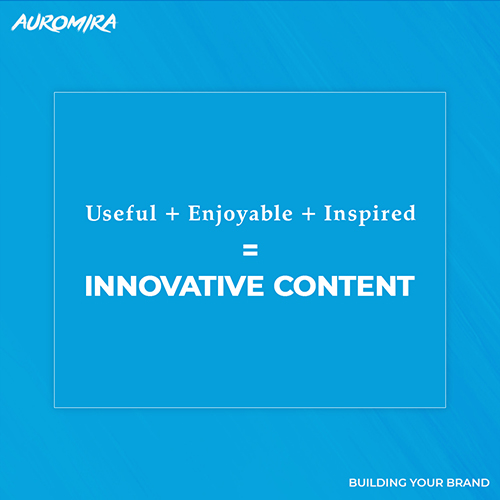 AUROMIRA
Useful + Enjoyable + Inspired
=
INNOVATIVE CONTENT
BUILDING YOUR BRAND